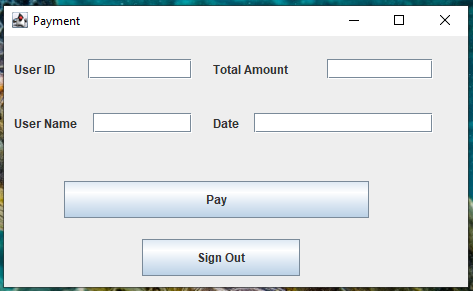 Payment
User ID Total Amount
User Name Date
Pay
Sign Out